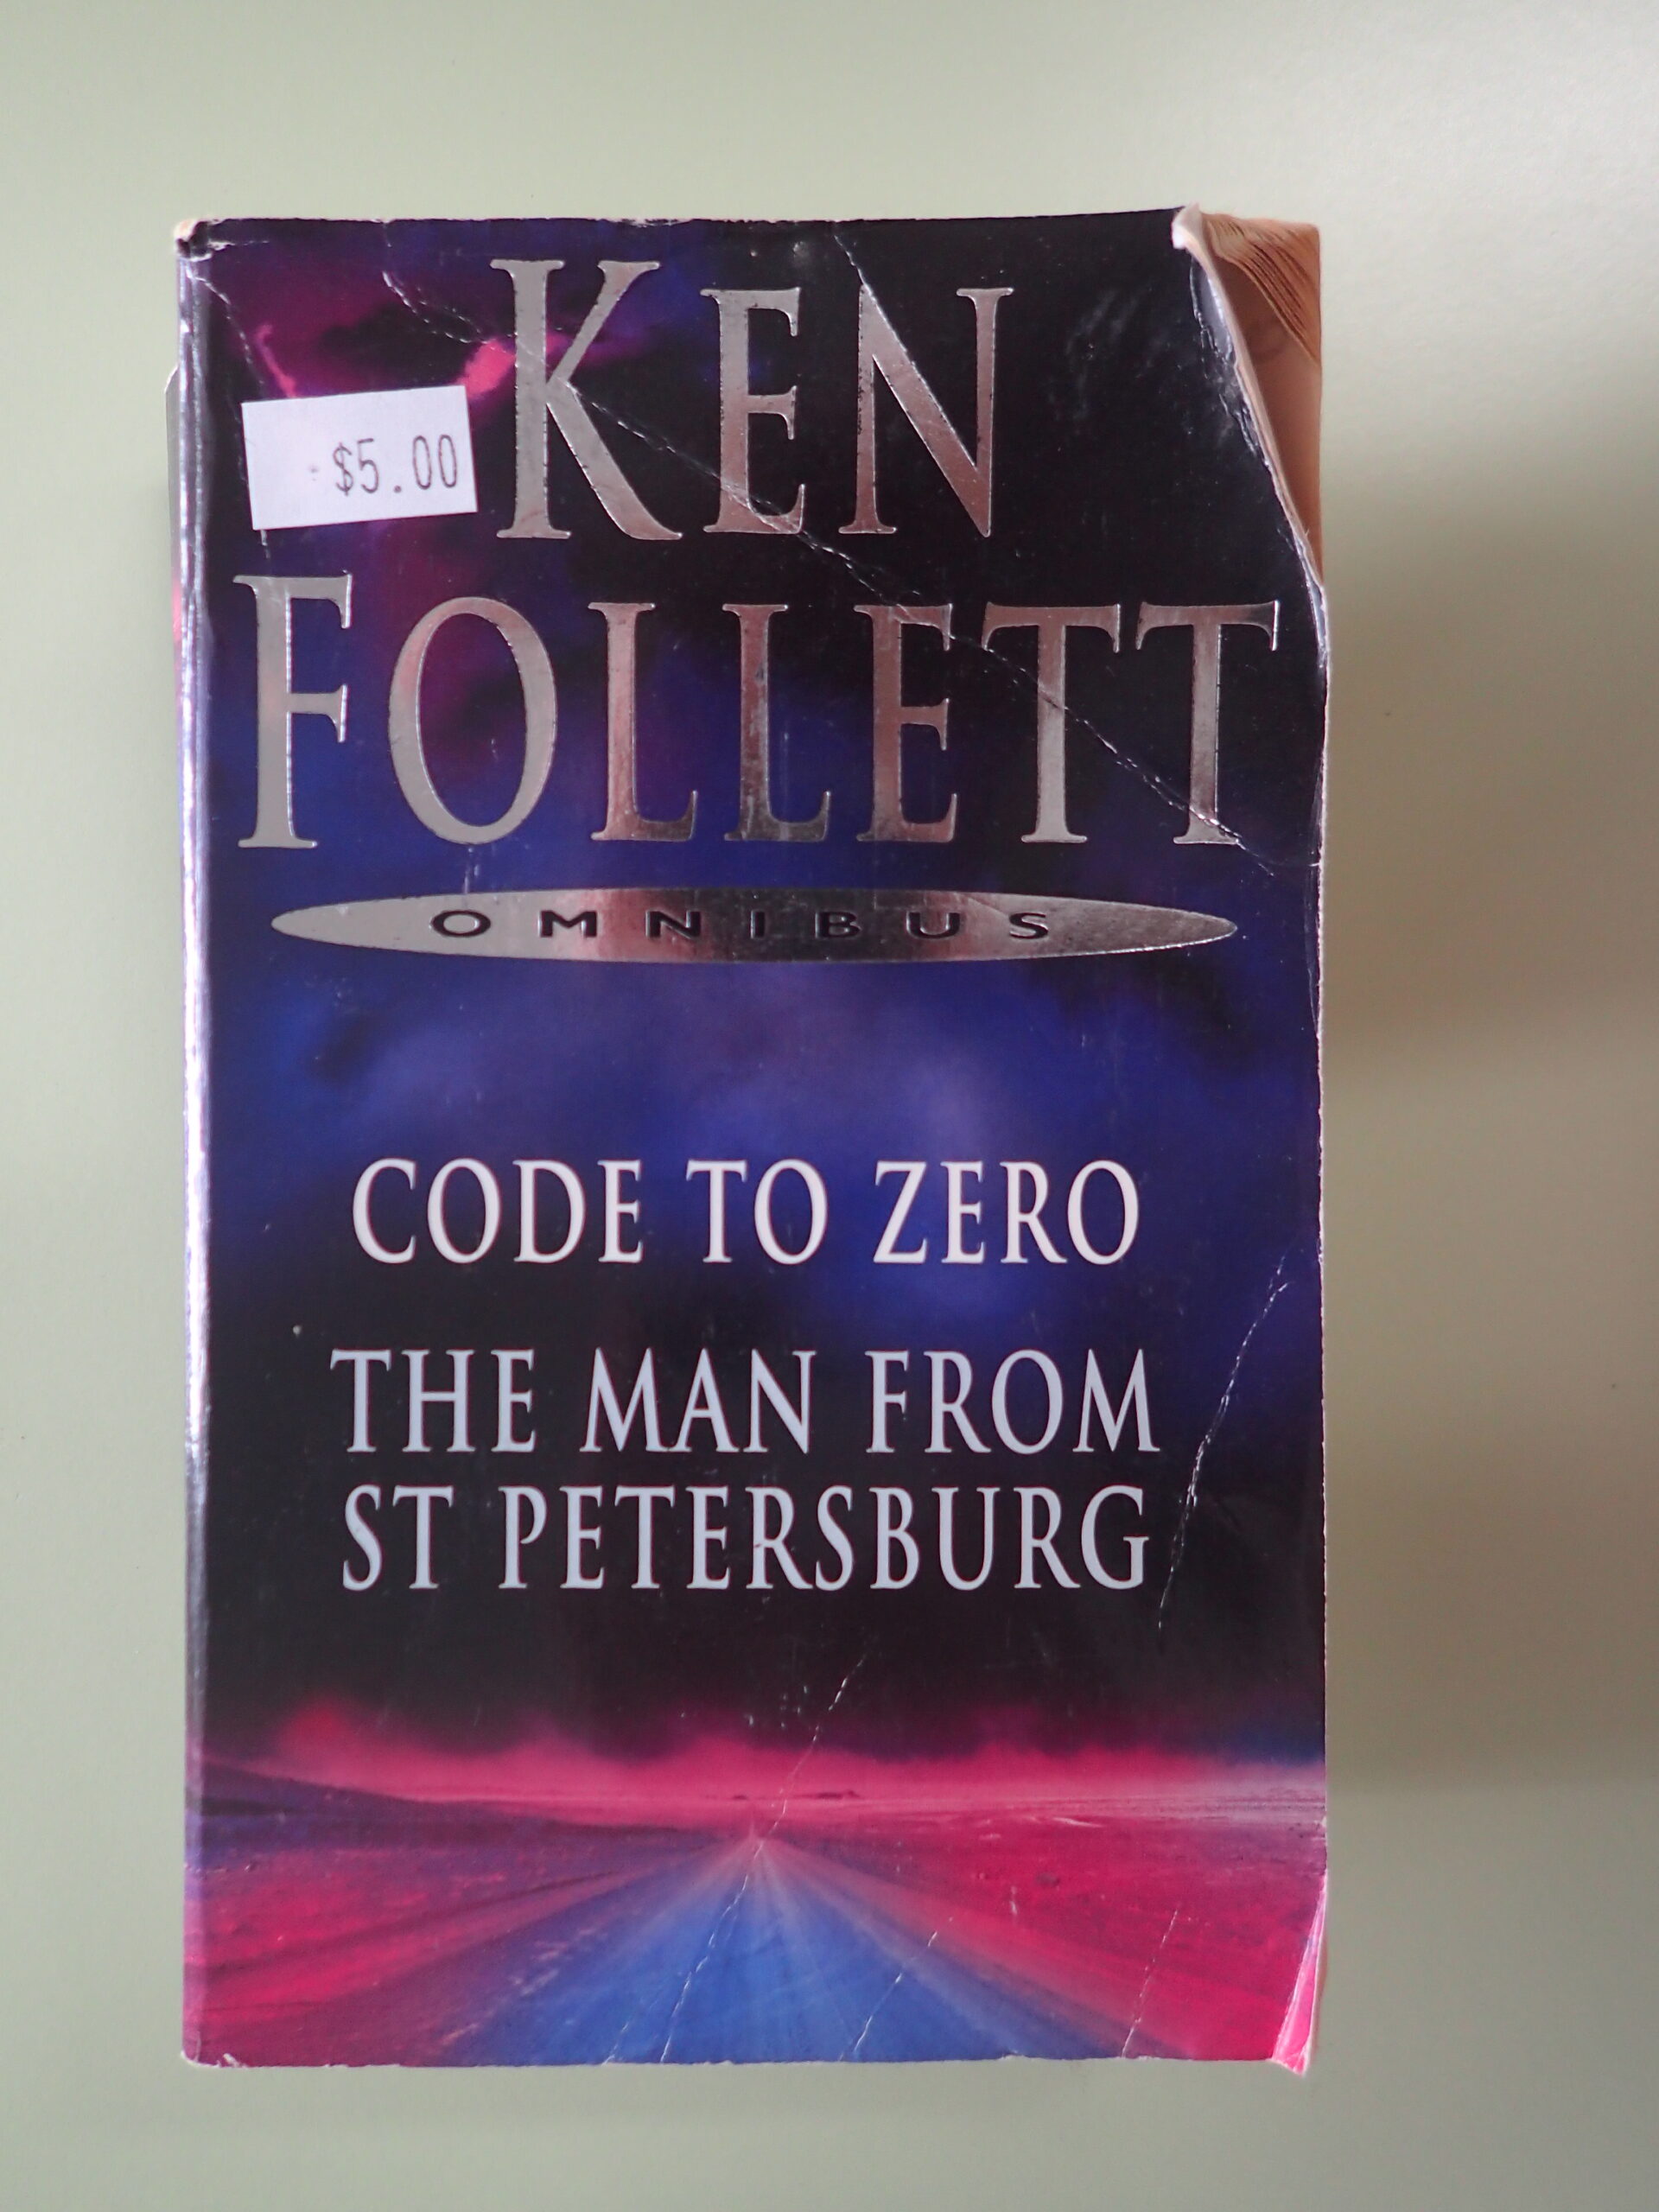 $5.00
KEN
FOLLETT
OMNIBUS
CODE TO ZERO
THE MAN FROM
ST PETERSBURG